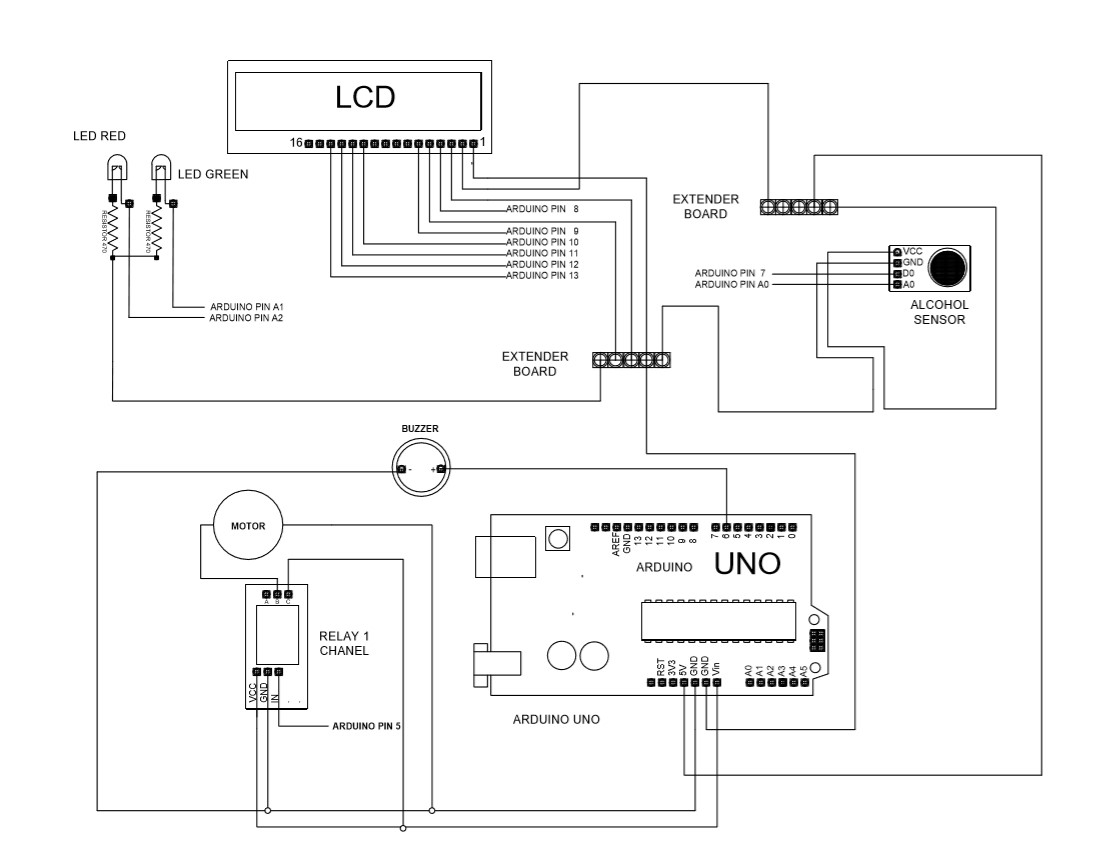 LCD
16
1
LED RED
LED GREEN
RESISTOR 470
RESISTOR 470
ARDUINO PIN 8
ARDUINO PIN 9
ARDUINO PIN 10
ARDUINO PIN 11
ARDUINO PIN 12
ARDUINO PIN 13
ARDUINO PIN A1
ARDUINO PIN A2
EXTENDER
BOARD
VCC
GND
D0
A0
ARDUINO PIN 7
ARDUINO PIN A0
ALCOHOL
SENSOR
EXTENDER
BOARD
BUZZER
-
+
MOTOR
A
B
C
RELAY 1
CHANEL
VCC
GND
IN
ARDUINO PIN 5
AREF
GND
13
12
11
10
9
8
7
6
5
4
3
2
1
0
ARDUINO UNO
RST
3V3
5V
GND
GND
Vin
A0
A1
A2
A3
A4
A5
ARDUINO UNO